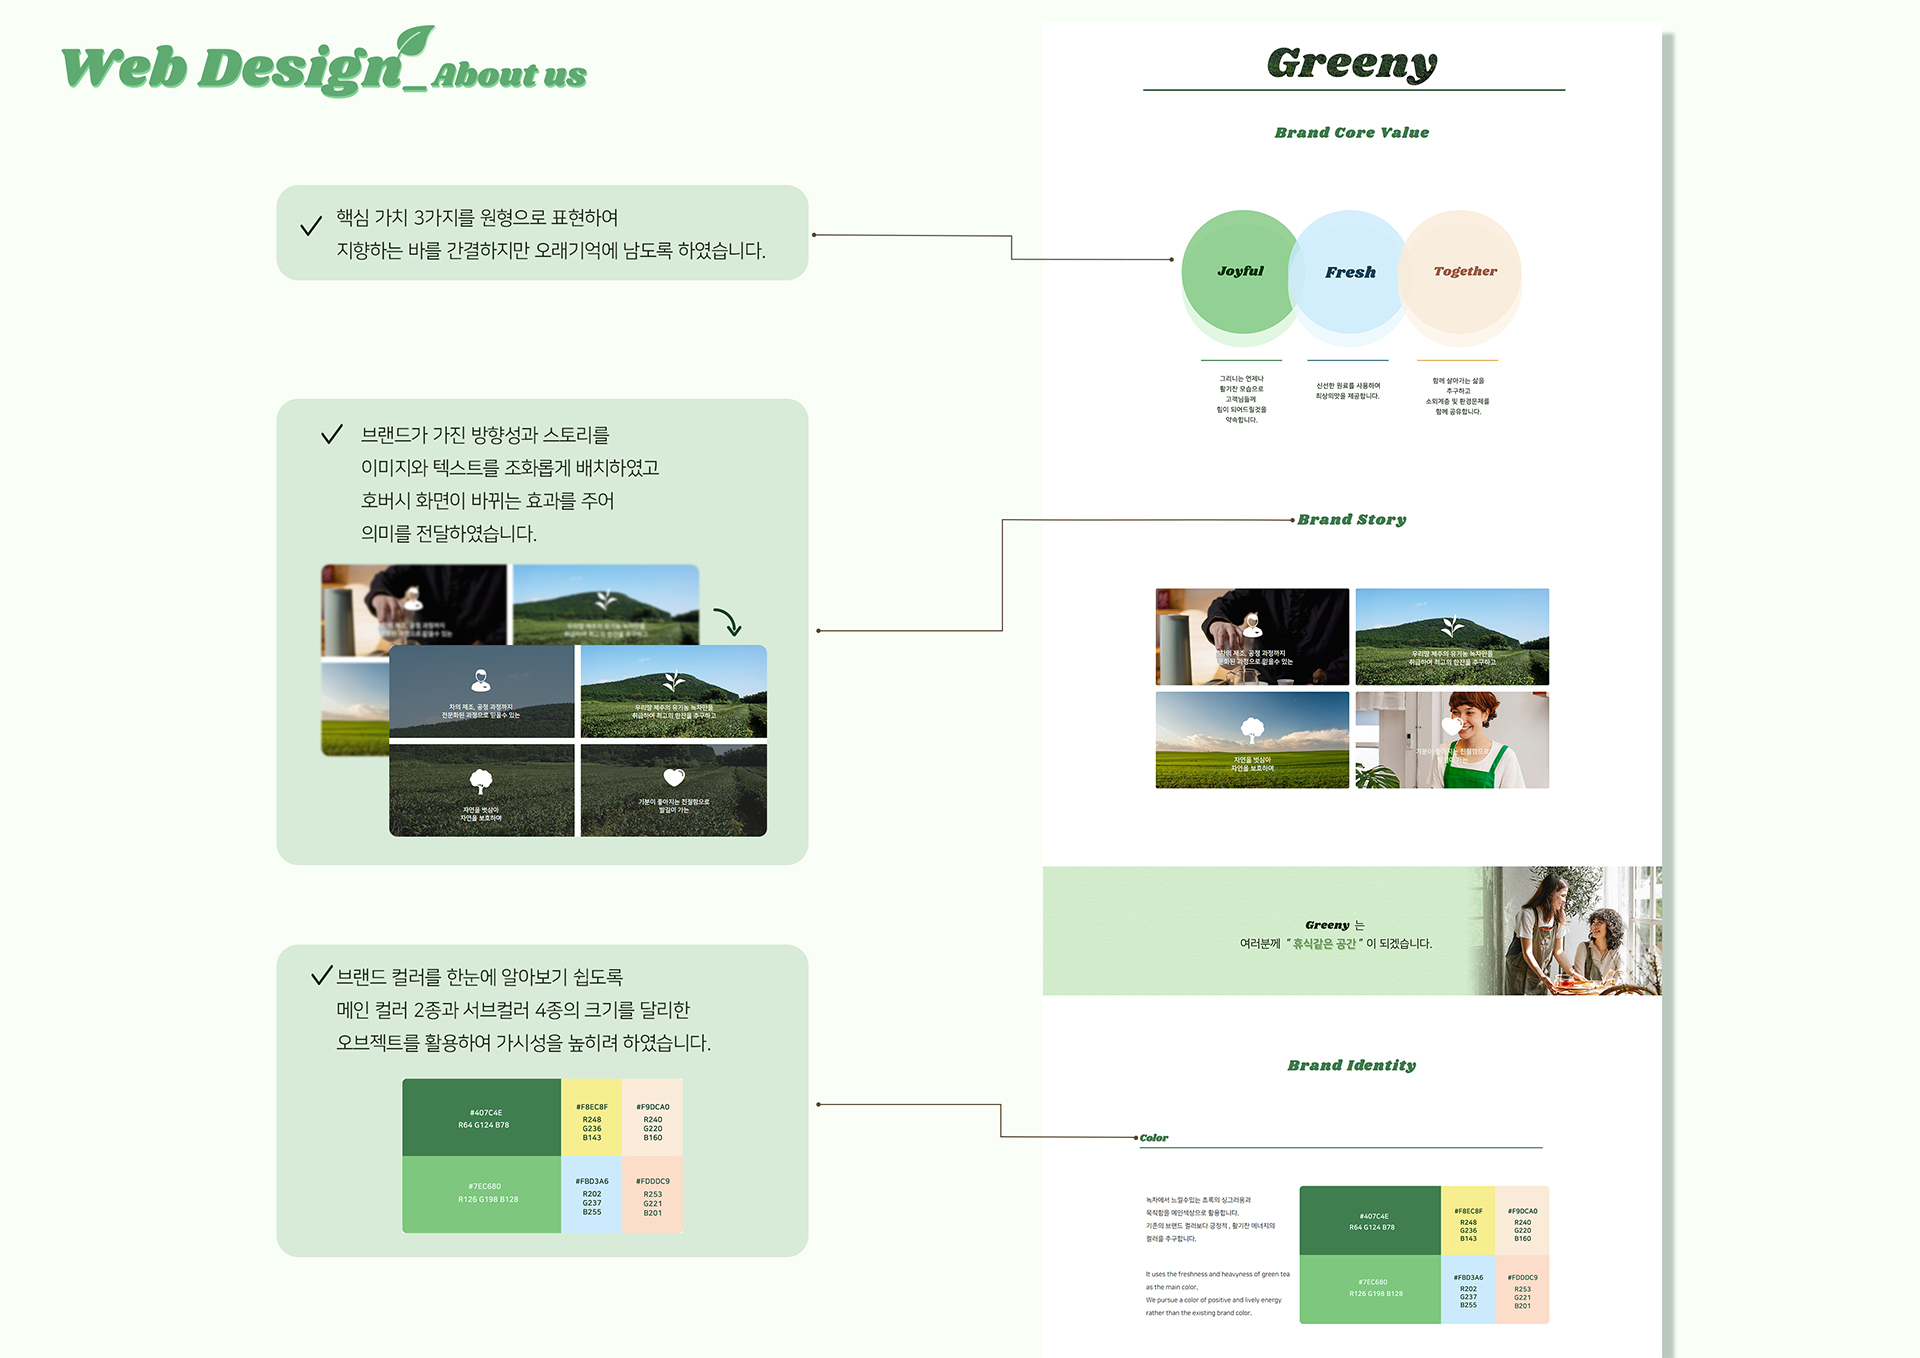 Web Design_About us
핵심 가치 3가지를 원형으로 표현하여
지향하는 바를 간결하지만 오래기억에 남도록 하였습니다.
브랜드가 가진 방향성과 스토리를
이미지와 텍스트를 조화롭게 배치하였고
호버시 화면이 바뀌는 효과를 주어
의미를 전달하였습니다.
차의 제조, 공정 과정까지
전문화된 과정으로 믿을수 있는
우리땅 제주의 유기농 녹차만을
취급하여 최고의 한잔을 추구하고
자연을 벗삼아
자연을 보호하며
기분이 좋아지는 친절함으로
발길이 가는
브랜드 컬러를 한눈에 알아보기 쉽도록
메인 컬러 2종과 서브컬러 4종의 크기를 달리한
오브젝트를 활용하여 가시성을 높히려 하였습니다.
#407C4E
R64 G124 B78
#F8EC8F
R248
G236
B143
#F9DCA0
R240
G220
B160
#7EC680
R126 G198 B128
#FBD3A6
R202
G237
B255
#FDDDC9
R253
G221
B201
Greeny
Brand Core Value
Joyful
Fresh
Together
그리니는 언제나
활기찬 모습으로
고객님들께
힘이 되어드릴것을
약속합니다.
신선한 원료를 사용하여
최상의맛을 제공합니다.
함께 살아가는 삶을
추구하고
소외계층 및 환경문제를
함께 공유합니다.
Brand Story
차의 제조, 공정 과정까지
전문화된 과정으로 믿을수 있는
우리땅 제주의 유기농 녹차만을
취급하여 최고의 한잔을 추구하고
자연을 벗삼아
자연을 보호하며
기분이 좋아지는 친절함으로
Greeny 는
여러분께 " 휴식같은 공간 " 이 되겠습니다.
Brand Identity
Color
녹차에서 느낄수있는 초록의 싱그러움과
묵직함을 메인색상으로 활용합니다.
기존의 브랜드 컬러보다 긍정적 , 활기찬 에너지의
컬러를 추구합니다.
It uses the freshness and heavyness of green tea
as the main color.
We pursue a color of positive and lively energy
rather than the existing brand color.
#407C4E
R64 G124 B78
#F8EC8F
R248
G236
B143
#F9DCA0
R240
G220
B160
#7EC680
R126 G198 B128
#FBD3A6
R202
G237
B255
#FDDDC9
R253
G221
B201